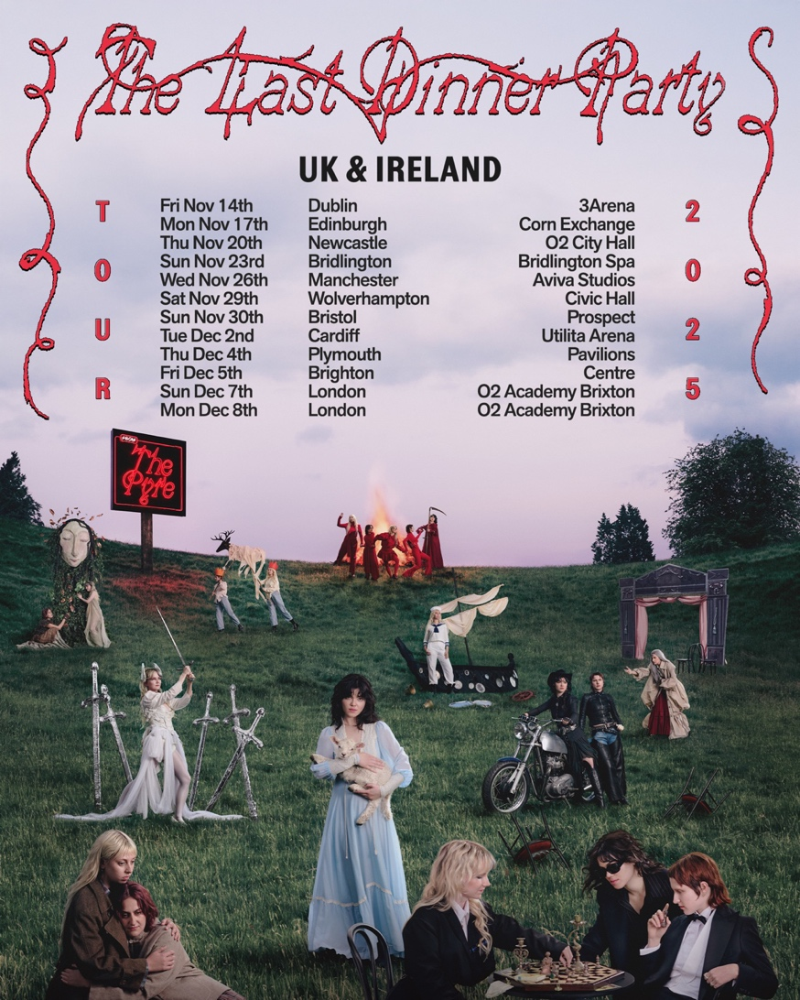 The Last Dinner Party
UK & IRELAND
TOUR
2025
Fri Nov 14th Dublin 3Arena
Mon Nov 17th Edinburgh Corn Exchange
Thu Nov 20th Newcastle O2 City Hall
Sun Nov 23rd Bridlington Bridlington Spa
Wed Nov 26th Manchester Aviva Studios
Sat Nov 29th Wolverhampton Civic Hall
Sun Nov 30th Bristol Prospect
Tue Dec 2nd Cardiff Utilita Arena
Thu Dec 4th Plymouth Pavilions
Fri Dec 5th Brighton Centre
Sun Dec 7th London O2 Academy Brixton
Mon Dec 8th London O2 Academy Brixton
FROM
The
Pyre